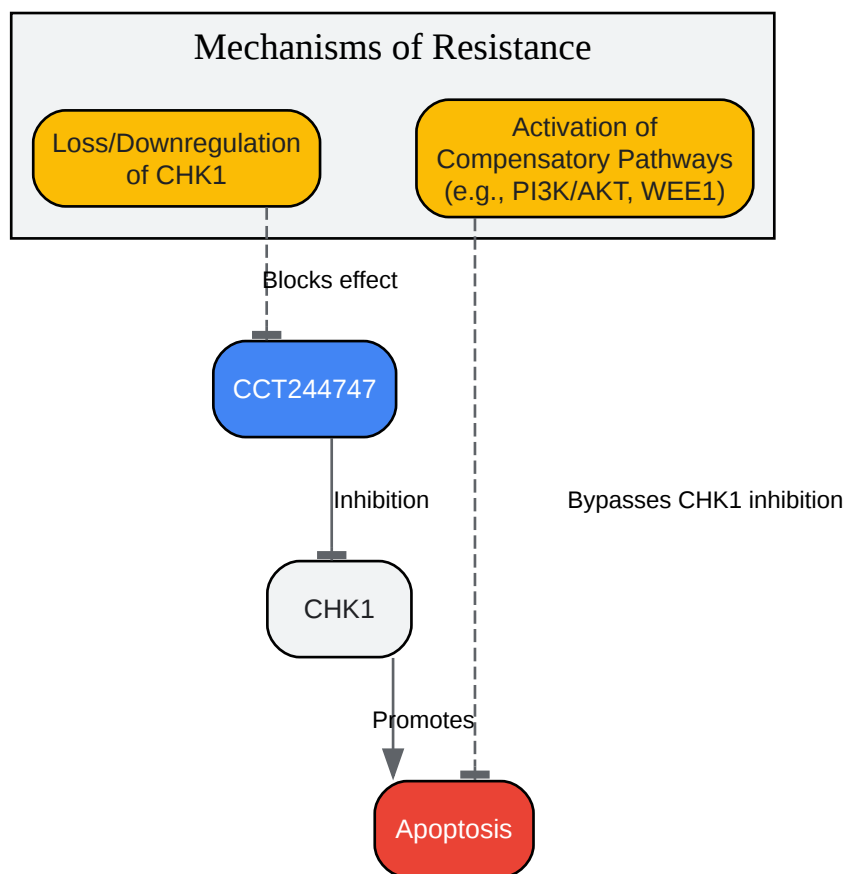 Mechanisms of Resistance
Loss/Downregulation
of CHK1
Activation of
Compensatory Pathways
(e.g., PI3K/AKT, WEE1)
Blocks effect
CCT244747
Inhibition
Bypasses CHK1 inhibition
CHK1
Promotes
Apoptosis